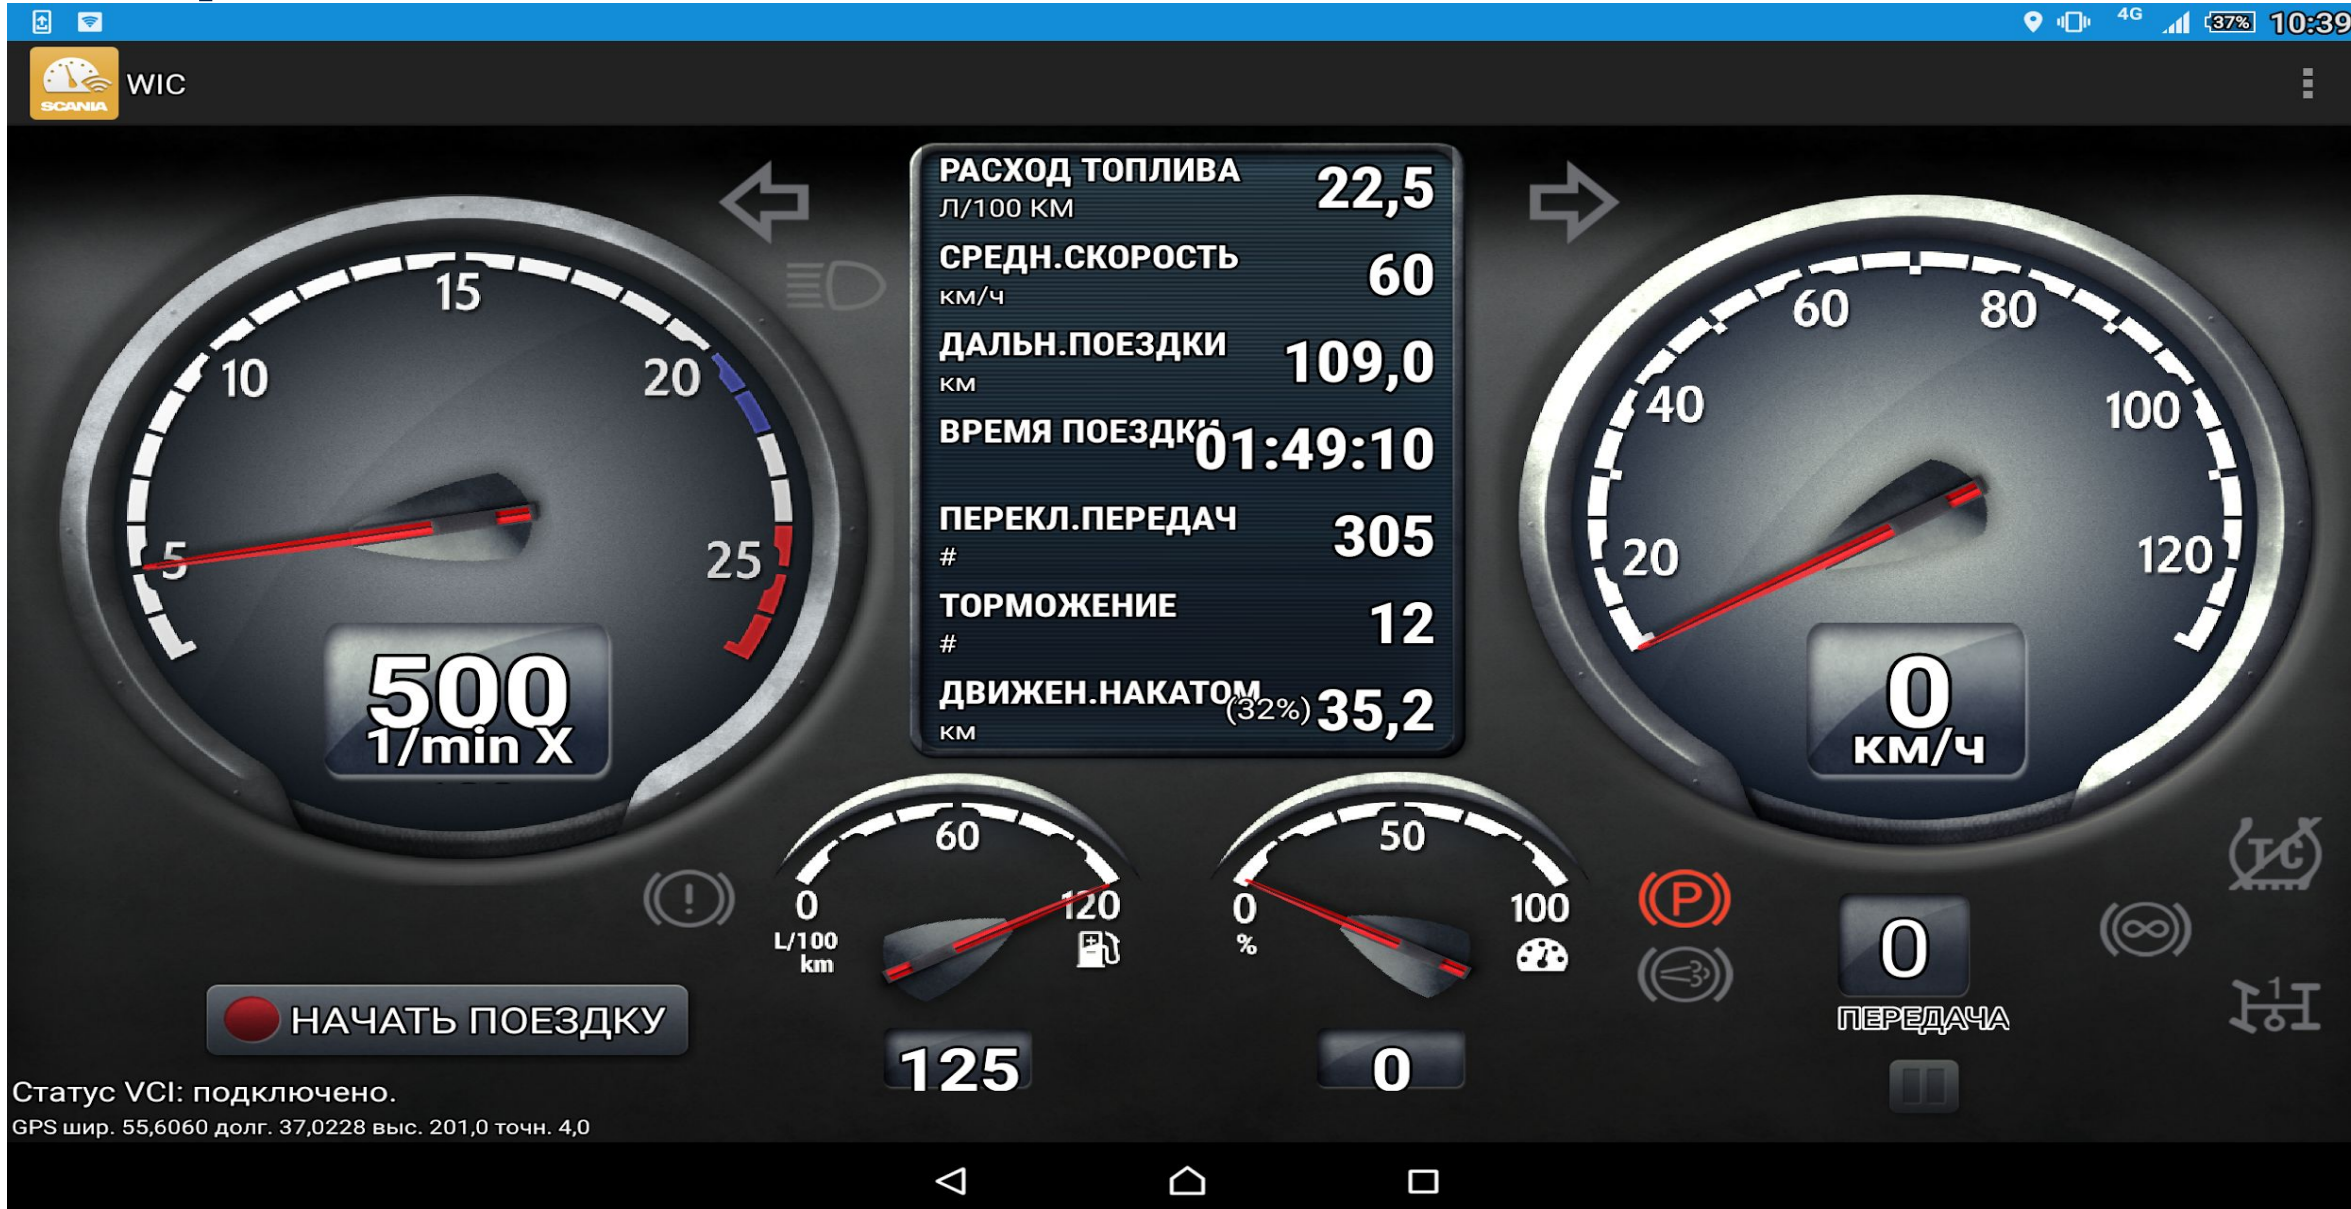 4G 37% 10:39
SCANIA
WIC
РАСХОД ТОПЛИВА 22,5
Л/100 КМ
СРЕДН.СКОРОСТЬ 60
км/ч
ДАЛЬН.ПОЕЗДКИ 109,0
км
ВРЕМЯ ПОЕЗДКИ 01:49:10
ПЕРЕКЛ.ПЕРЕДАЧ 305
#
ТОРМОЖЕНИЕ 12
#
ДВИЖЕН.НАКАТОМ (32%) 35,2
км
5 10 15 20 25
500
1/min X
20 40 60 80 100 120
0
км/ч
0 60 120
L/100
km
125
0 50 100
%
0
P
TC
0
ПЕРЕДАЧА
1
НАЧАТЬ ПОЕЗДКУ
Статус VCI: подключено.
GPS шир. 55,6060 долг. 37,0228 выс. 201,0 точн. 4,0